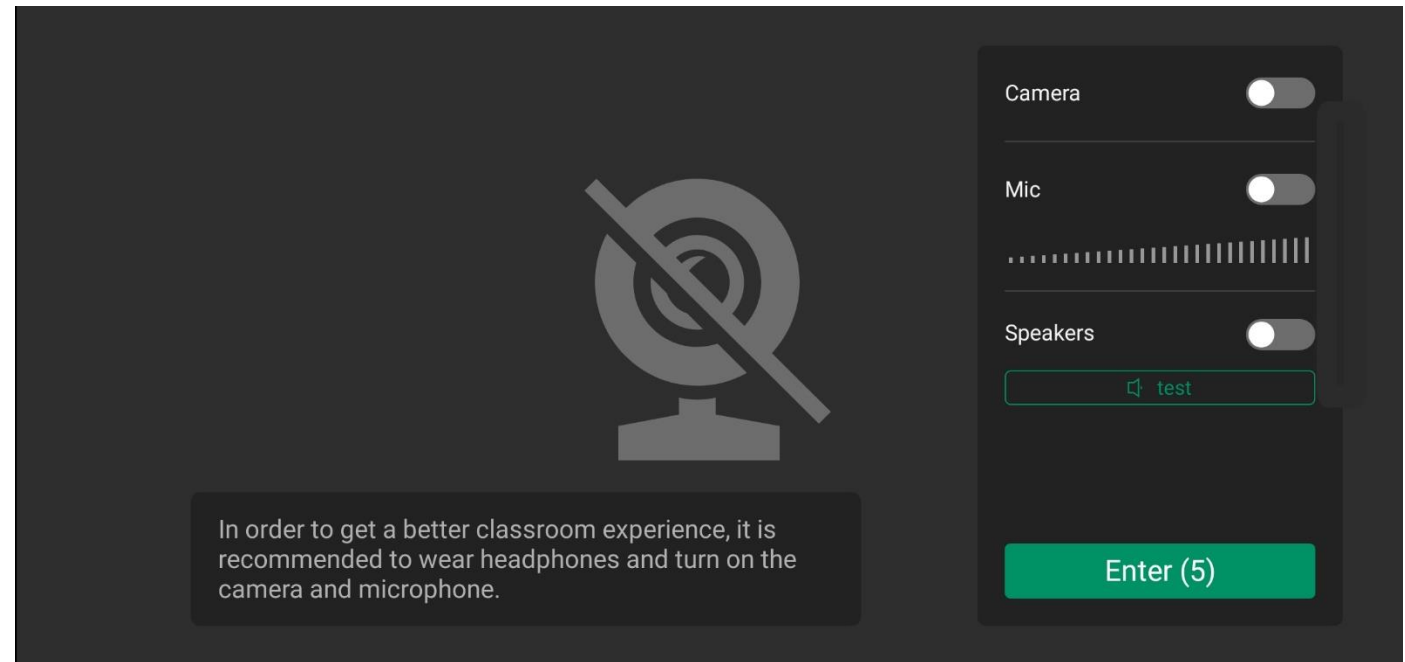 Camera
Mic
Speakers
test
In order to get a better classroom experience, it is
recommended to wear headphones and turn on the
camera and microphone.
Enter (5)